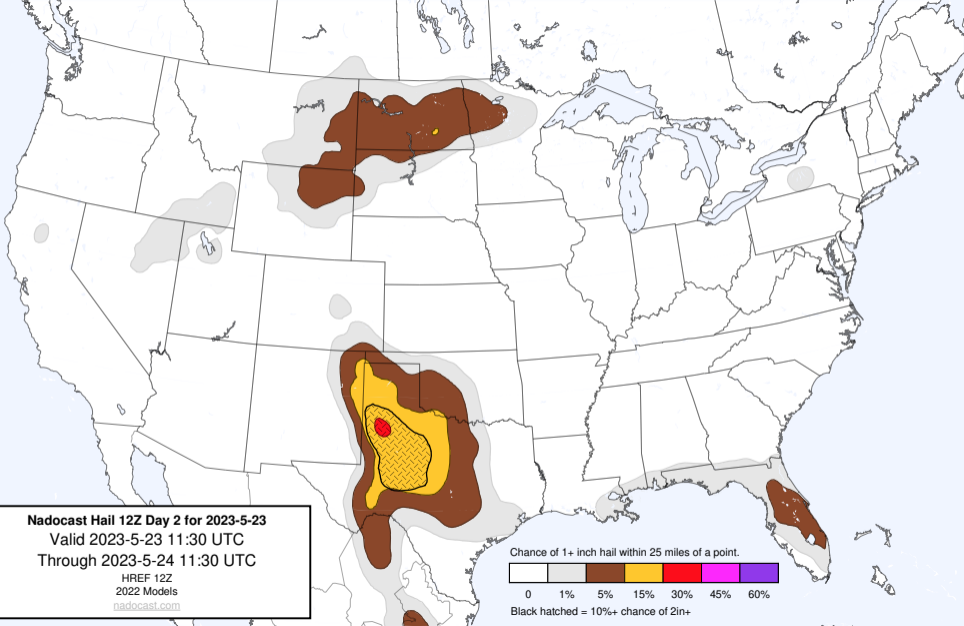 Nadocast Hail 12Z Day 2 for 2023-5-23
Valid 2023-5-23 11:30 UTC
Through 2023-5-24 11:30 UTC
HREF 12Z
2022 Models
nadocast.com
Chance of 1+ inch hail within 25 miles of a point.
0 1% 5% 15% 30% 45% 60%
Black hatched = 10%+ chance of 2in+